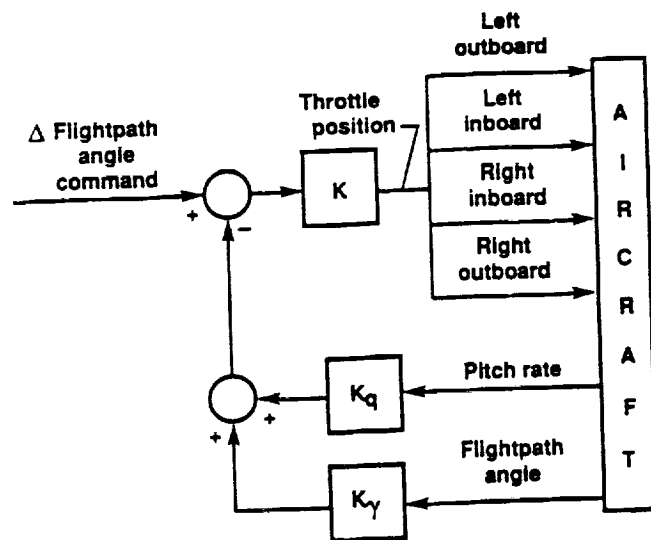 Left
outboard
Throttle
position
Left
inboard
Δ Flightpath
angle
command
K
Right
inboard
Right
outboard
+
−
Pitch rate
Kq
+
+
Flightpath
angle
Kγ
A
I
R
C
R
A
F
T